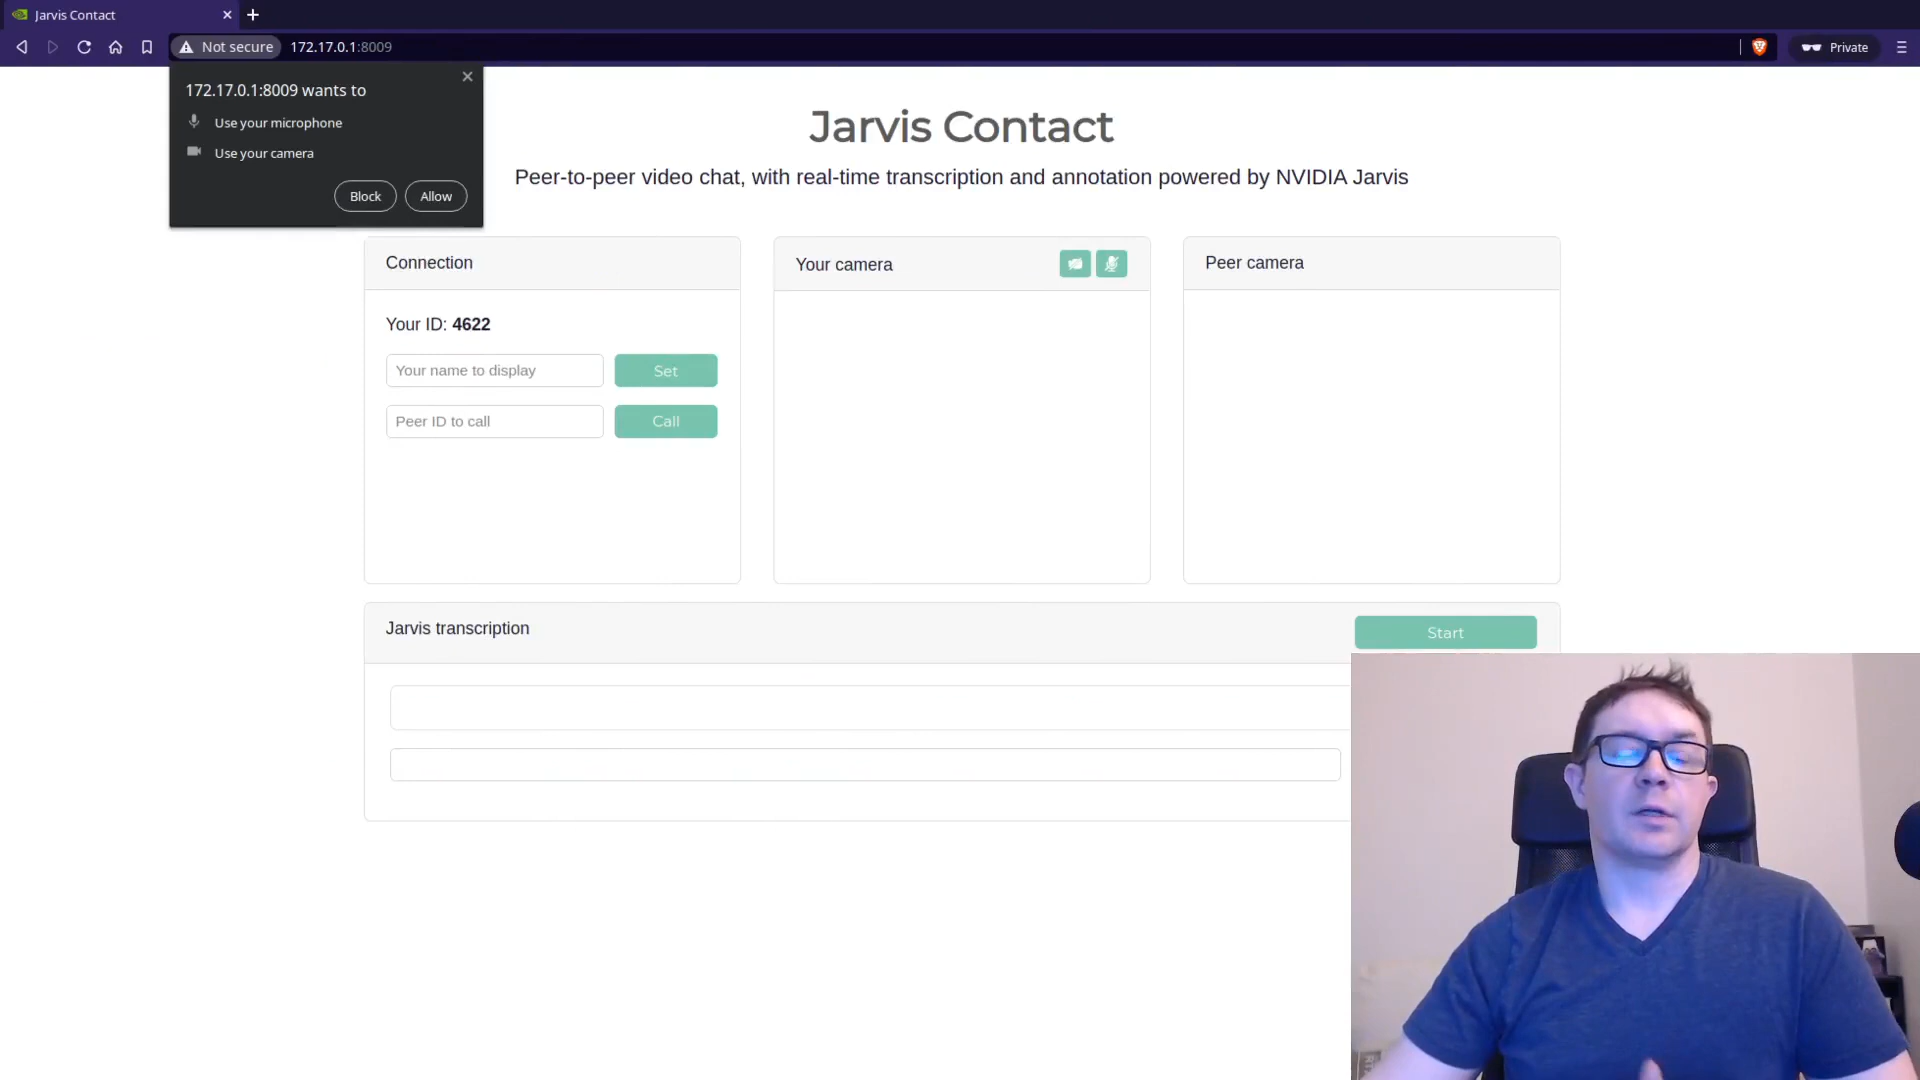 Jarvis Contact
Not secure
172.17.0.1:8009
Private
172.17.0.1:8009 wants to
Use your microphone
Use your camera
Block
Allow
Jarvis Contact
Peer-to-peer video chat, with real-time transcription and annotation powered by NVIDIA Jarvis
Connection
Your ID: 4622
Your name to display
Set
Peer ID to call
Call
Your camera
Peer camera
Jarvis transcription
Start